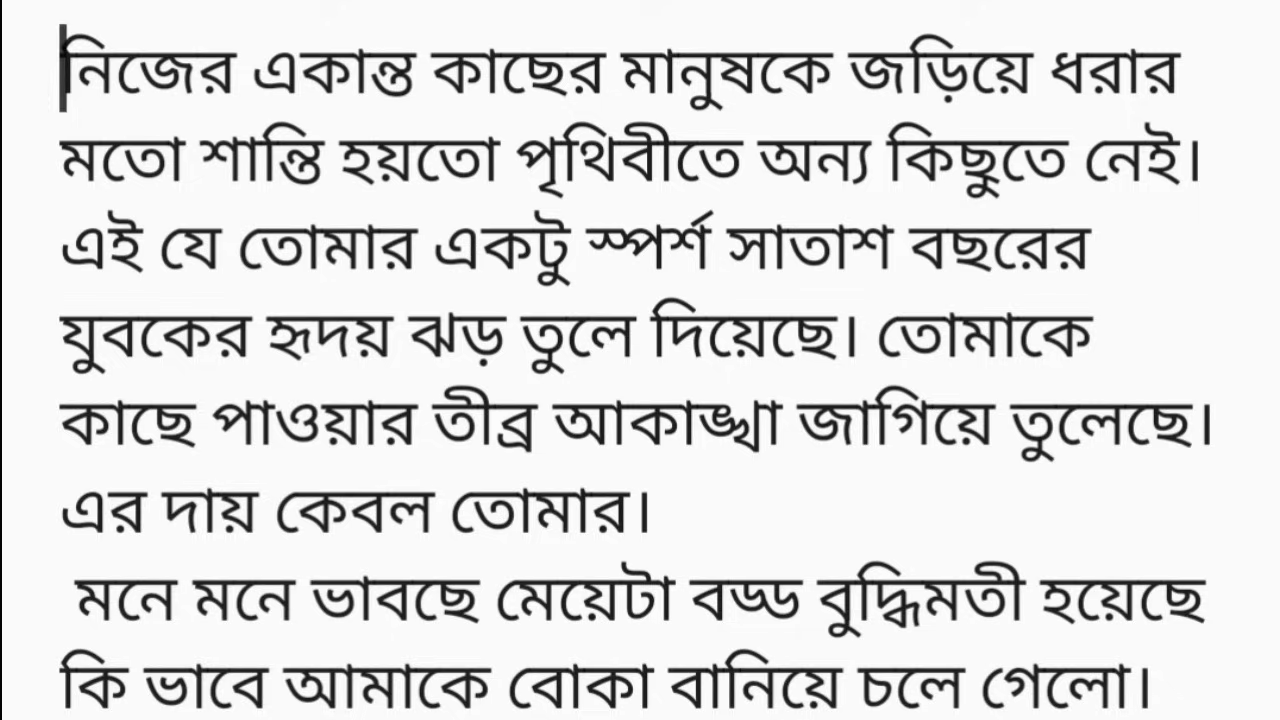 নিজের একান্ত কাছের মানুষকে জড়িয়ে ধরার
মতো শান্তি হয়তো পৃথিবীতে অন্য কিছুতে নেই।
এই যে তোমার একটু স্পর্শ সাতাশ বছরের
যুবকের হৃদয় ঝড় তুলে দিয়েছে। তোমাকে
কাছে পাওয়ার তীব্র আকাঙ্খা জাগিয়ে তুলেছে।
এর দায় কেবল তোমার।
মনে মনে ভাবছে মেয়েটা বড্ড বুদ্ধিমতী হয়েছে
কি ভাবে আমাকে বোকা বানিয়ে চলে গেলো।